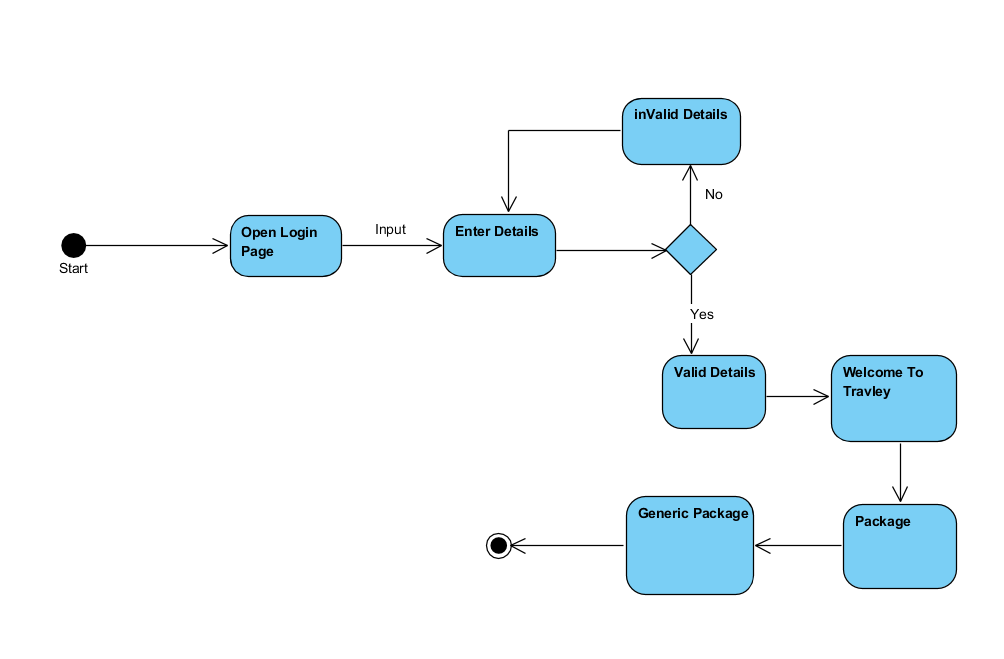 Start
Open Login
Page
Input
Enter Details
inValid Details
No
Yes
Valid Details
Welcome To
Travley
Package
Generic Package